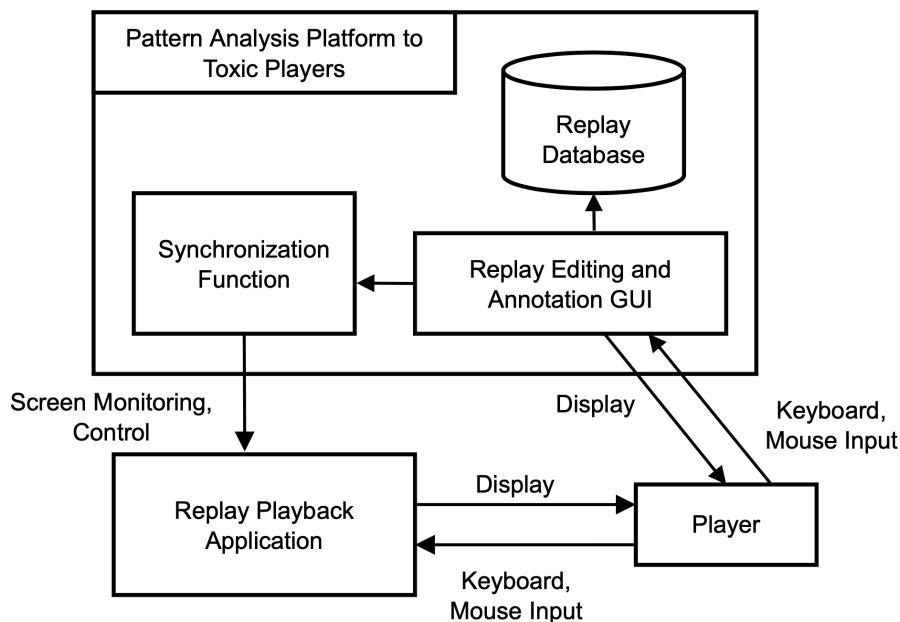 Pattern Analysis Platform to
Toxic Players
Replay
Database
Synchronization
Function
Replay Editing and
Annotation GUI
Screen Monitoring,
Control
Display
Keyboard,
Mouse Input
Replay Playback
Application
Display
Player
Keyboard,
Mouse Input